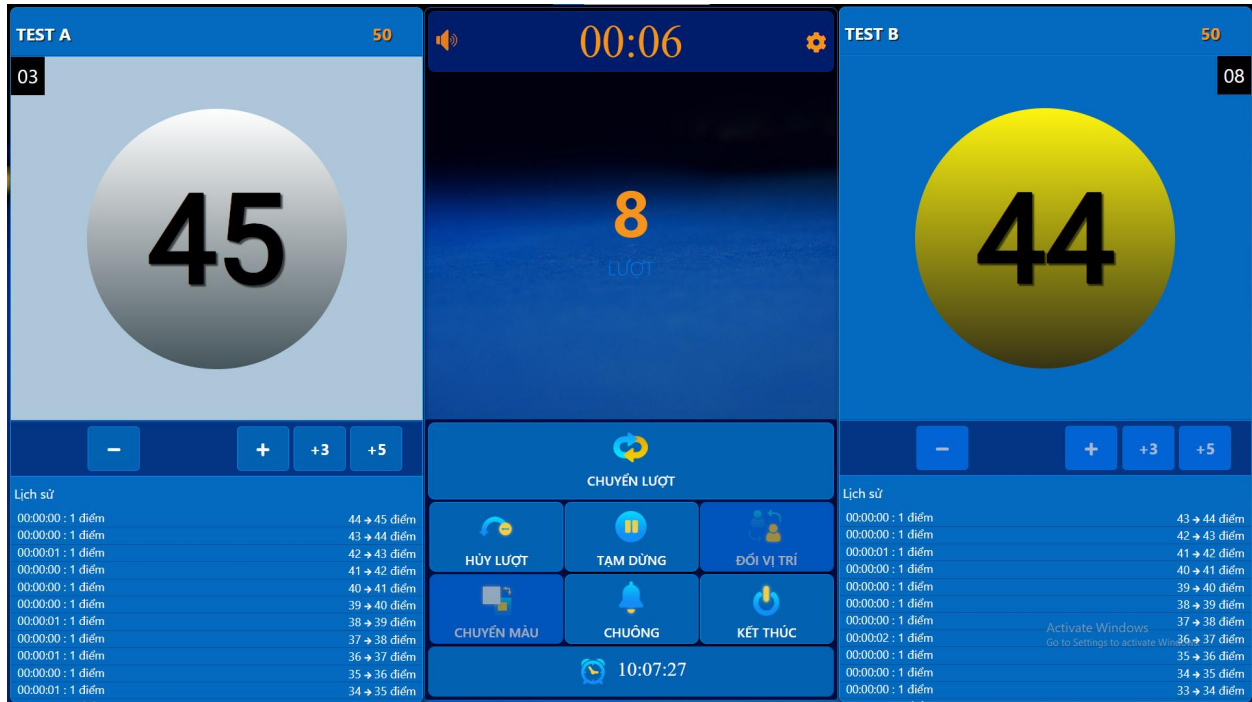 TEST A 50
03
45
− + +3 +5
Lịch sử
00:00:00 : 1 điểm 44 → 45 điểm
00:00:00 : 1 điểm 43 → 44 điểm
00:00:01 : 1 điểm 42 → 43 điểm
00:00:00 : 1 điểm 41 → 42 điểm
00:00:01 : 1 điểm 40 → 41 điểm
00:00:00 : 1 điểm 39 → 40 điểm
00:00:01 : 1 điểm 38 → 39 điểm
00:00:00 : 1 điểm 37 → 38 điểm
00:00:01 : 1 điểm 36 → 37 điểm
00:00:00 : 1 điểm 35 → 36 điểm
00:00:01 : 1 điểm 34 → 35 điểm
00:06
8
LƯỢT
CHUYỂN LƯỢT
HỦY LƯỢT TẠM DỪNG ĐỔI VỊ TRÍ
CHUYỂN MÀU CHUÔNG KẾT THÚC
10:07:27
TEST B 50
08
44
− + +3 +5
Lịch sử
00:00:00 : 1 điểm 43 → 44 điểm
00:00:00 : 1 điểm 42 → 43 điểm
00:00:01 : 1 điểm 41 → 42 điểm
00:00:00 : 1 điểm 40 → 41 điểm
00:00:00 : 1 điểm 39 → 40 điểm
00:00:00 : 1 điểm 38 → 39 điểm
00:00:00 : 1 điểm 37 → 38 điểm
00:00:02 : 1 điểm 36 → 37 điểm
00:00:00 : 1 điểm 35 → 36 điểm
00:00:00 : 1 điểm 34 → 35 điểm
00:00:00 : 1 điểm 33 → 34 điểm
Activate Windows
Go to Settings to activate